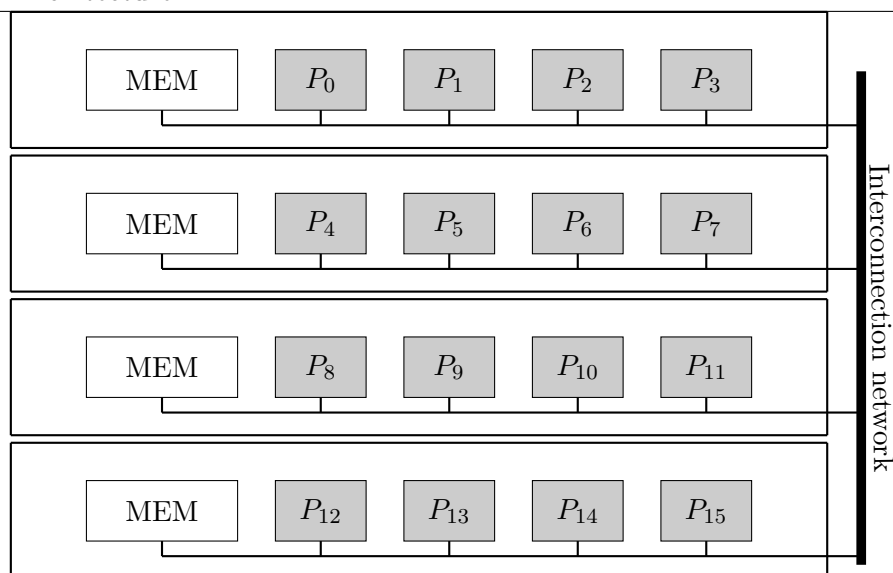 MEM P0 P1 P2 P3
MEM P4 P5 P6 P7
MEM P8 P9 P10 P11
MEM P12 P13 P14 P15
Interconnection network